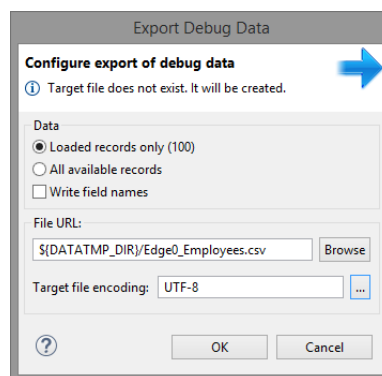 Export Debug Data
Configure export of debug data
Target file does not exist. It will be created.
Data
Loaded records only (100)
All available records
Write field names
File URL:
${DATATMP_DIR}/Edge0_Employees.csv Browse
Target file encoding: UTF-8 ...
OK Cancel